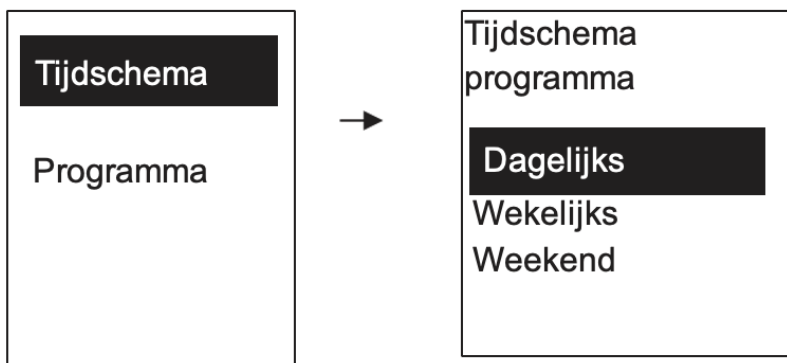 Tijdschema
Programma
Tijdschema
programma
Dagelijks
Wekelijks
Weekend